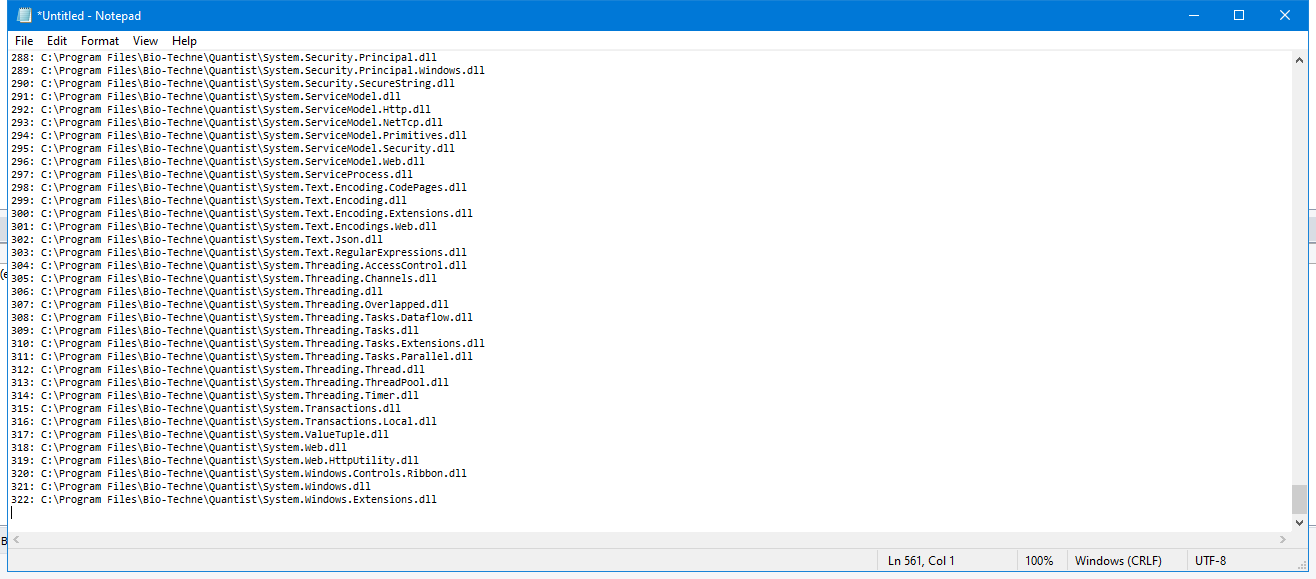 *Untitled - Notepad
File Edit Format View Help
288: C:\Program Files\Bio-Techne\Quantist\System.Security.Principal.dll
289: C:\Program Files\Bio-Techne\Quantist\System.Security.Principal.Windows.dll
290: C:\Program Files\Bio-Techne\Quantist\System.Security.SecureString.dll
291: C:\Program Files\Bio-Techne\Quantist\System.ServiceModel.dll
292: C:\Program Files\Bio-Techne\Quantist\System.ServiceModel.Http.dll
293: C:\Program Files\Bio-Techne\Quantist\System.ServiceModel.NetTcp.dll
294: C:\Program Files\Bio-Techne\Quantist\System.ServiceModel.Primitives.dll
295: C:\Program Files\Bio-Techne\Quantist\System.ServiceModel.Security.dll
296: C:\Program Files\Bio-Techne\Quantist\System.ServiceModel.Web.dll
297: C:\Program Files\Bio-Techne\Quantist\System.ServiceProcess.dll
298: C:\Program Files\Bio-Techne\Quantist\System.Text.Encoding.CodePages.dll
299: C:\Program Files\Bio-Techne\Quantist\System.Text.Encoding.dll
300: C:\Program Files\Bio-Techne\Quantist\System.Text.Encoding.Extensions.dll
301: C:\Program Files\Bio-Techne\Quantist\System.Text.Encodings.Web.dll
302: C:\Program Files\Bio-Techne\Quantist\System.Text.Json.dll
303: C:\Program Files\Bio-Techne\Quantist\System.Text.RegularExpressions.dll
304: C:\Program Files\Bio-Techne\Quantist\System.Threading.AccessControl.dll
305: C:\Program Files\Bio-Techne\Quantist\System.Threading.Channels.dll
306: C:\Program Files\Bio-Techne\Quantist\System.Threading.dll
307: C:\Program Files\Bio-Techne\Quantist\System.Threading.Overlapped.dll
308: C:\Program Files\Bio-Techne\Quantist\System.Threading.Tasks.Dataflow.dll
309: C:\Program Files\Bio-Techne\Quantist\System.Threading.Tasks.dll
310: C:\Program Files\Bio-Techne\Quantist\System.Threading.Tasks.Extensions.dll
311: C:\Program Files\Bio-Techne\Quantist\System.Threading.Tasks.Parallel.dll
312: C:\Program Files\Bio-Techne\Quantist\System.Threading.Thread.dll
313: C:\Program Files\Bio-Techne\Quantist\System.Threading.ThreadPool.dll
314: C:\Program Files\Bio-Techne\Quantist\System.Threading.Timer.dll
315: C:\Program Files\Bio-Techne\Quantist\System.Transactions.dll
316: C:\Program Files\Bio-Techne\Quantist\System.Transactions.Local.dll
317: C:\Program Files\Bio-Techne\Quantist\System.ValueTuple.dll
318: C:\Program Files\Bio-Techne\Quantist\System.Web.dll
319: C:\Program Files\Bio-Techne\Quantist\System.Web.HttpUtility.dll
320: C:\Program Files\Bio-Techne\Quantist\System.Windows.Controls.Ribbon.dll
321: C:\Program Files\Bio-Techne\Quantist\System.Windows.dll
322: C:\Program Files\Bio-Techne\Quantist\System.Windows.Extensions.dll
Ln 561, Col 1 100% Windows (CRLF) UTF-8